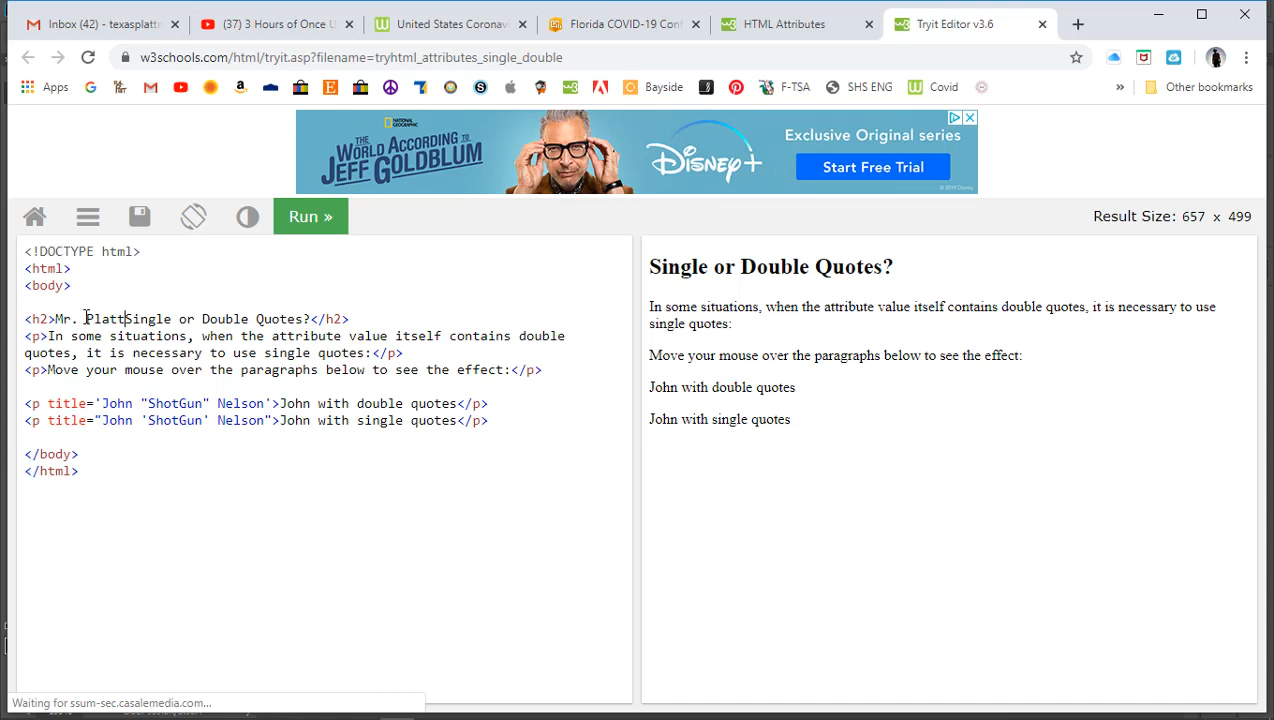 Inbox (42) - texasplattn
(37) 3 Hours of Once U
United States Coronav
Florida COVID-19 Conf
HTML Attributes
Tryit Editor v3.6
w3schools.com/html/tryit.asp?filename=tryhtml_attributes_single_double
Apps
Bayside
F-TSA
SHS ENG
Covid
»
Other bookmarks
NATIONAL GEOGRAPHIC
THE WORLD ACCORDING TO
JEFF GOLDBLUM
Disney+
Exclusive Original series
Start Free Trial
© 2019 Disney
Run »
Result Size: 657 x 499
<!DOCTYPE html>
<html>
<body>
<h2>Mr. PlattSingle or Double Quotes?</h2>
<p>In some situations, when the attribute value itself contains double
quotes, it is necessary to use single quotes:</p>
<p>Move your mouse over the paragraphs below to see the effect:</p>
<p title='John "ShotGun" Nelson'>John with double quotes</p>
<p title="John 'ShotGun' Nelson">John with single quotes</p>
</body>
</html>
Single or Double Quotes?
In some situations, when the attribute value itself contains double quotes, it is necessary to use
single quotes:
Move your mouse over the paragraphs below to see the effect:
John with double quotes
John with single quotes
Waiting for ssum-sec.casalemedia.com...